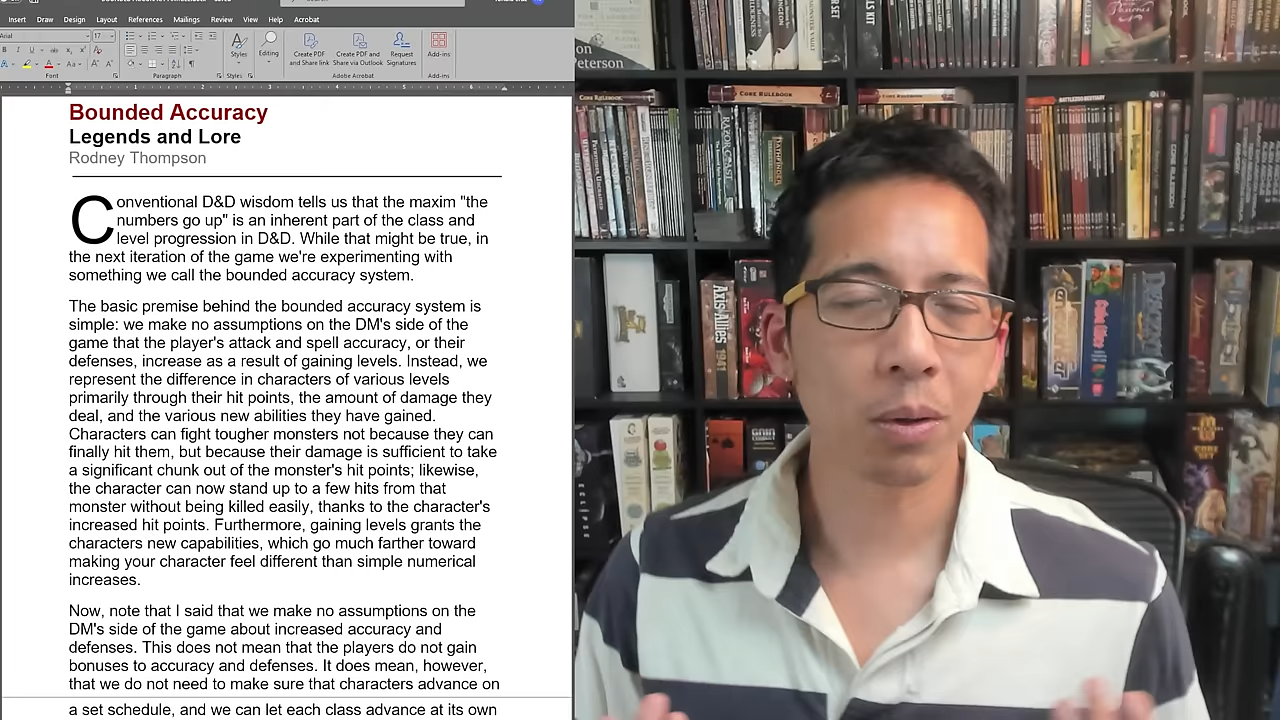 Insert Draw Design Layout References Mailings Review View Help Acrobat
Arial 17
Styles
Editing
Create PDF and Share link
Create PDF and Share via Outlook
Request Signatures
Add-ins
Font
Paragraph
Styles
Adobe Acrobat
Add-ins
Bounded Accuracy
Legends and Lore
Rodney Thompson
Conventional D&D wisdom tells us that the maxim "the
numbers go up" is an inherent part of the class and
level progression in D&D. While that might be true, in
the next iteration of the game we're experimenting with
something we call the bounded accuracy system.
The basic premise behind the bounded accuracy system is
simple: we make no assumptions on the DM's side of the
game that the player's attack and spell accuracy, or their
defenses, increase as a result of gaining levels. Instead, we
represent the difference in characters of various levels
primarily through their hit points, the amount of damage they
deal, and the various new abilities they have gained.
Characters can fight tougher monsters not because they can
finally hit them, but because their damage is sufficient to take
a significant chunk out of the monster's hit points; likewise,
the character can now stand up to a few hits from that
monster without being killed easily, thanks to the character's
increased hit points. Furthermore, gaining levels grants the
characters new capabilities, which go much farther toward
making your character feel different than simple numerical
increases.
Now, note that I said that we make no assumptions on the
DM's side of the game about increased accuracy and
defenses. This does not mean that the players do not gain
bonuses to accuracy and defenses. It does mean, however,
that we do not need to make sure that characters advance on
a set schedule, and we can let each class advance at its own
Peterson
Core Rulebook
Core Rulebook
Core Rulebook
Razor Coast
Pathfinder
Axis & Allies 1941